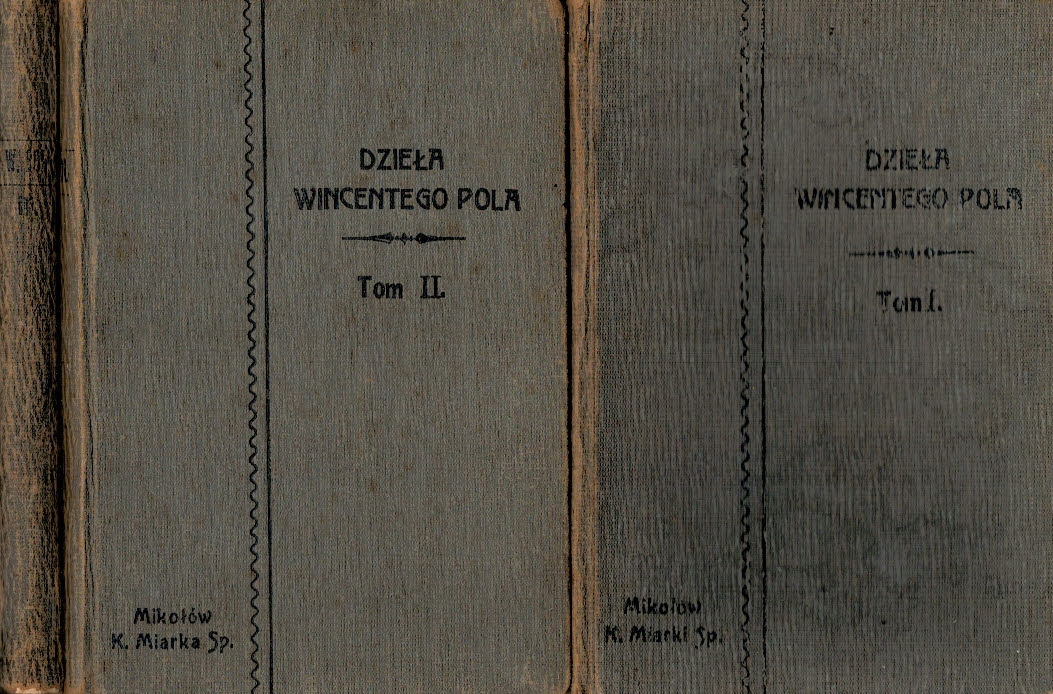 DZIEŁA
WINCENTEGO POLA
Tom II.
Mikołów
K. Miarka Sp.
DZIEŁA
WINCENTEGO POLA
Tom I.
Mikołów
K. Miarki Sp.